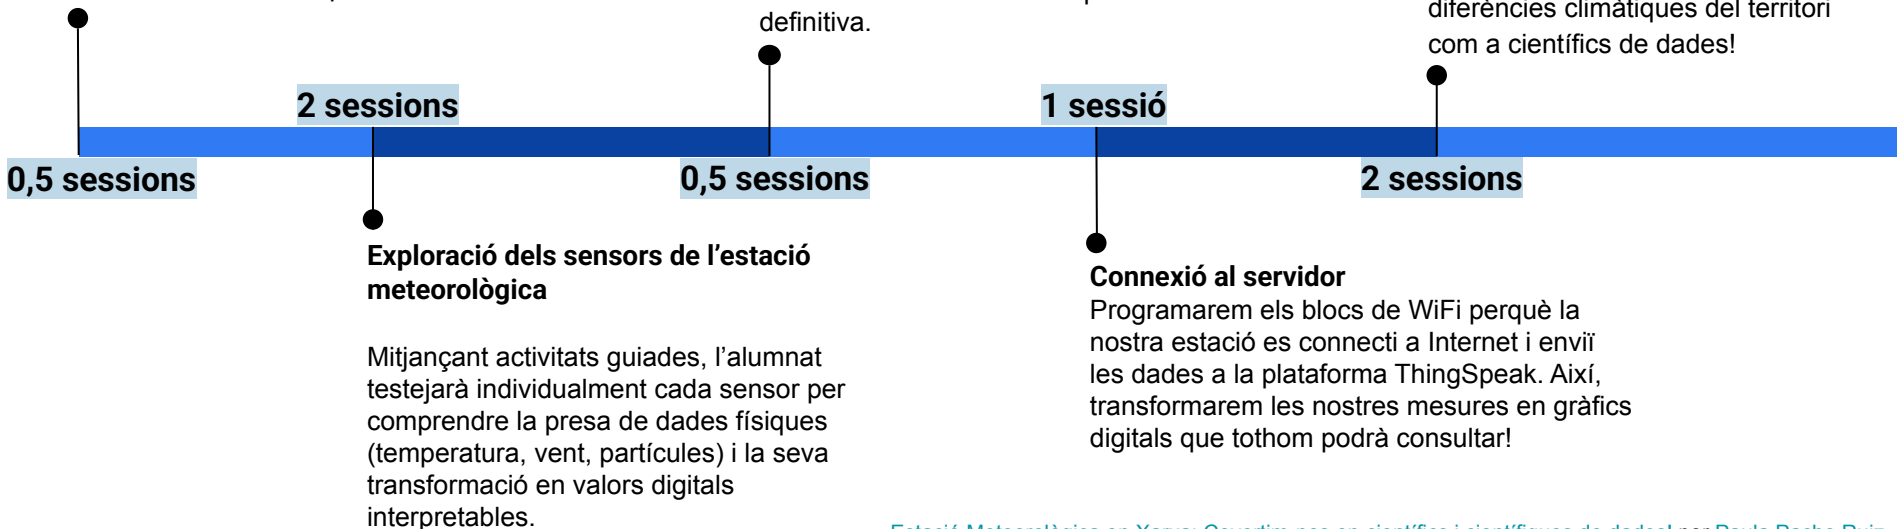 definitiva.
diferències climàtiques del territori
com a científics de dades!
2 sessions
1 sessió
0,5 sessions
0,5 sessions
2 sessions
Exploració dels sensors de l’estació
meteorològica
Mitjançant activitats guiades, l’alumnat
testejarà individualment cada sensor per
comprendre la presa de dades físiques
(temperatura, vent, partícules) i la seva
transformació en valors digitals
interpretables.
Connexió al servidor
Programarem els blocs de WiFi perquè la
nostra estació es connecti a Internet i enviï
les dades a la plataforma ThingSpeak. Així,
transformarem les nostres mesures en gràfics
digitals que tothom podrà consultar!